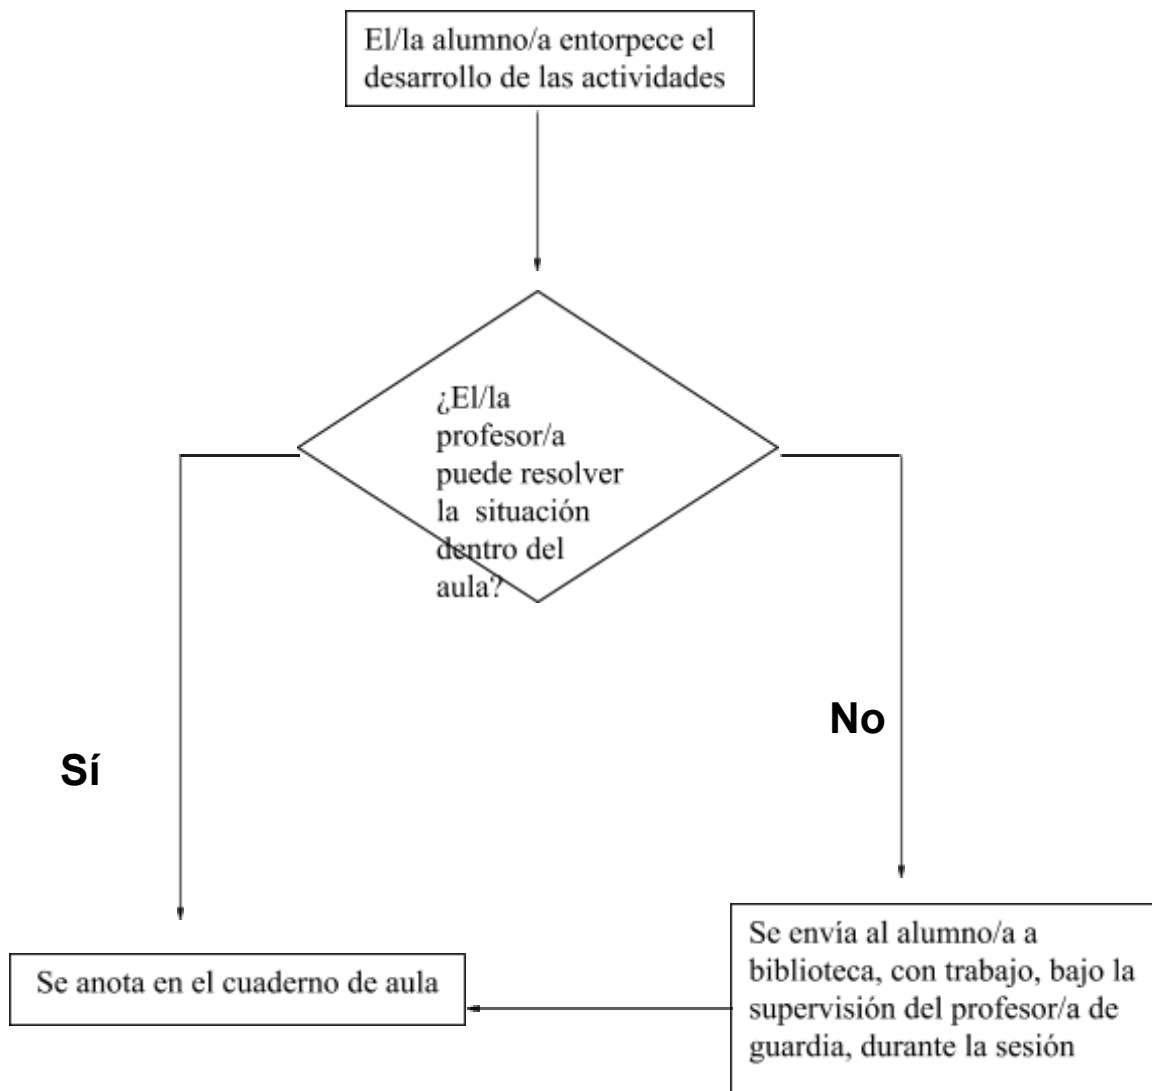 El/la alumno/a entorpece el
desarrollo de las actividades
¿El/la
profesor/a
puede resolver
la situación
dentro del
aula?
No
Sí
Se envía al alumno/a a
biblioteca, con trabajo, bajo la
supervisión del profesor/a de
guardia, durante la sesión
Se anota en el cuaderno de aula